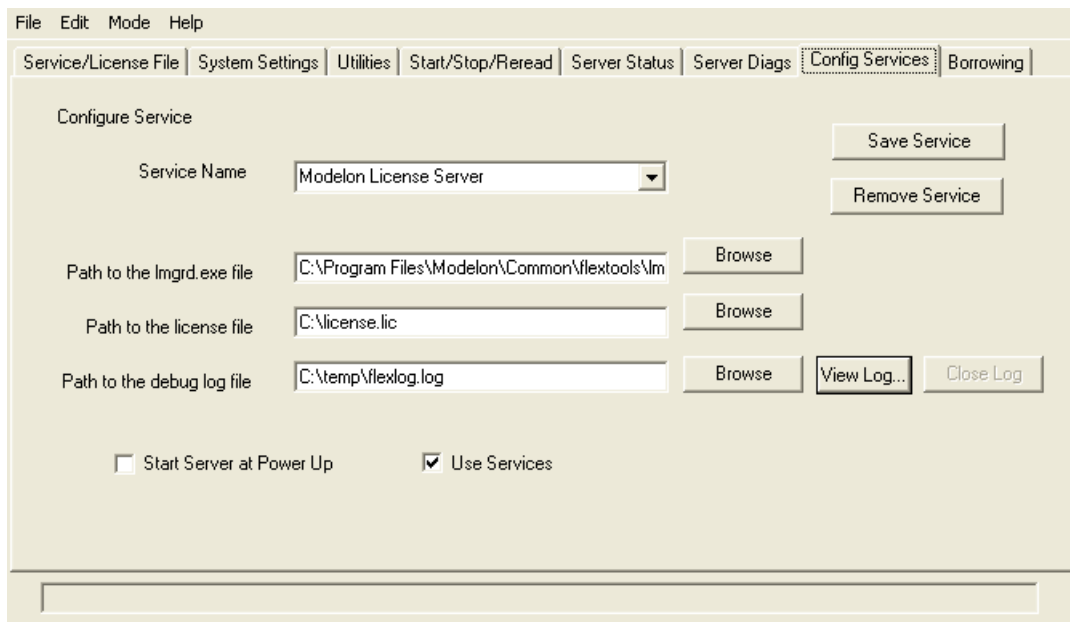 File Edit Mode Help
Service/License File System Settings Utilities Start/Stop/Reread Server Status Server Diags Config Services Borrowing
Configure Service
Save Service
Service Name Modelon License Server
Remove Service
Path to the lmgrd.exe file C:\Program Files\Modelon\Common\flextools\lm Browse
Path to the license file C:\license.lic Browse
Path to the debug log file C:\temp\flexlog.log Browse View Log... Close Log
Start Server at Power Up Use Services